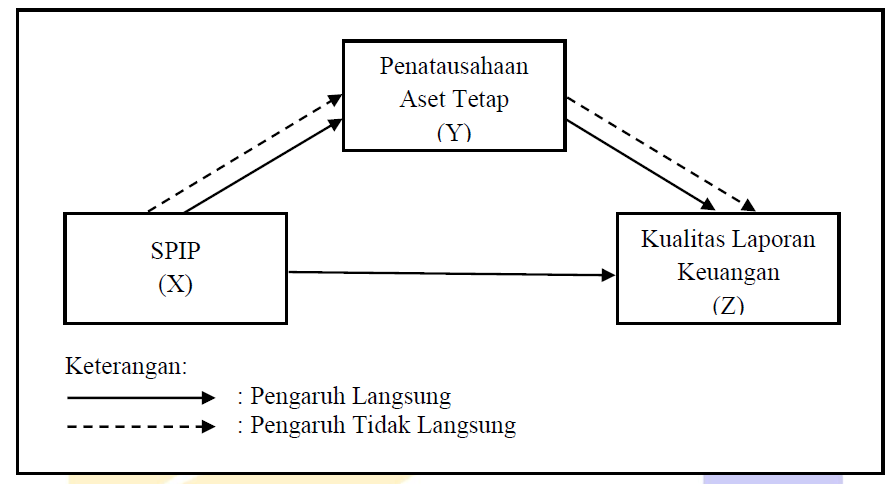 Penatausahaan
Aset Tetap
(Y)
SPIP
(X)
Kualitas Laporan
Keuangan
(Z)
Keterangan:
: Pengaruh Langsung
: Pengaruh Tidak Langsung